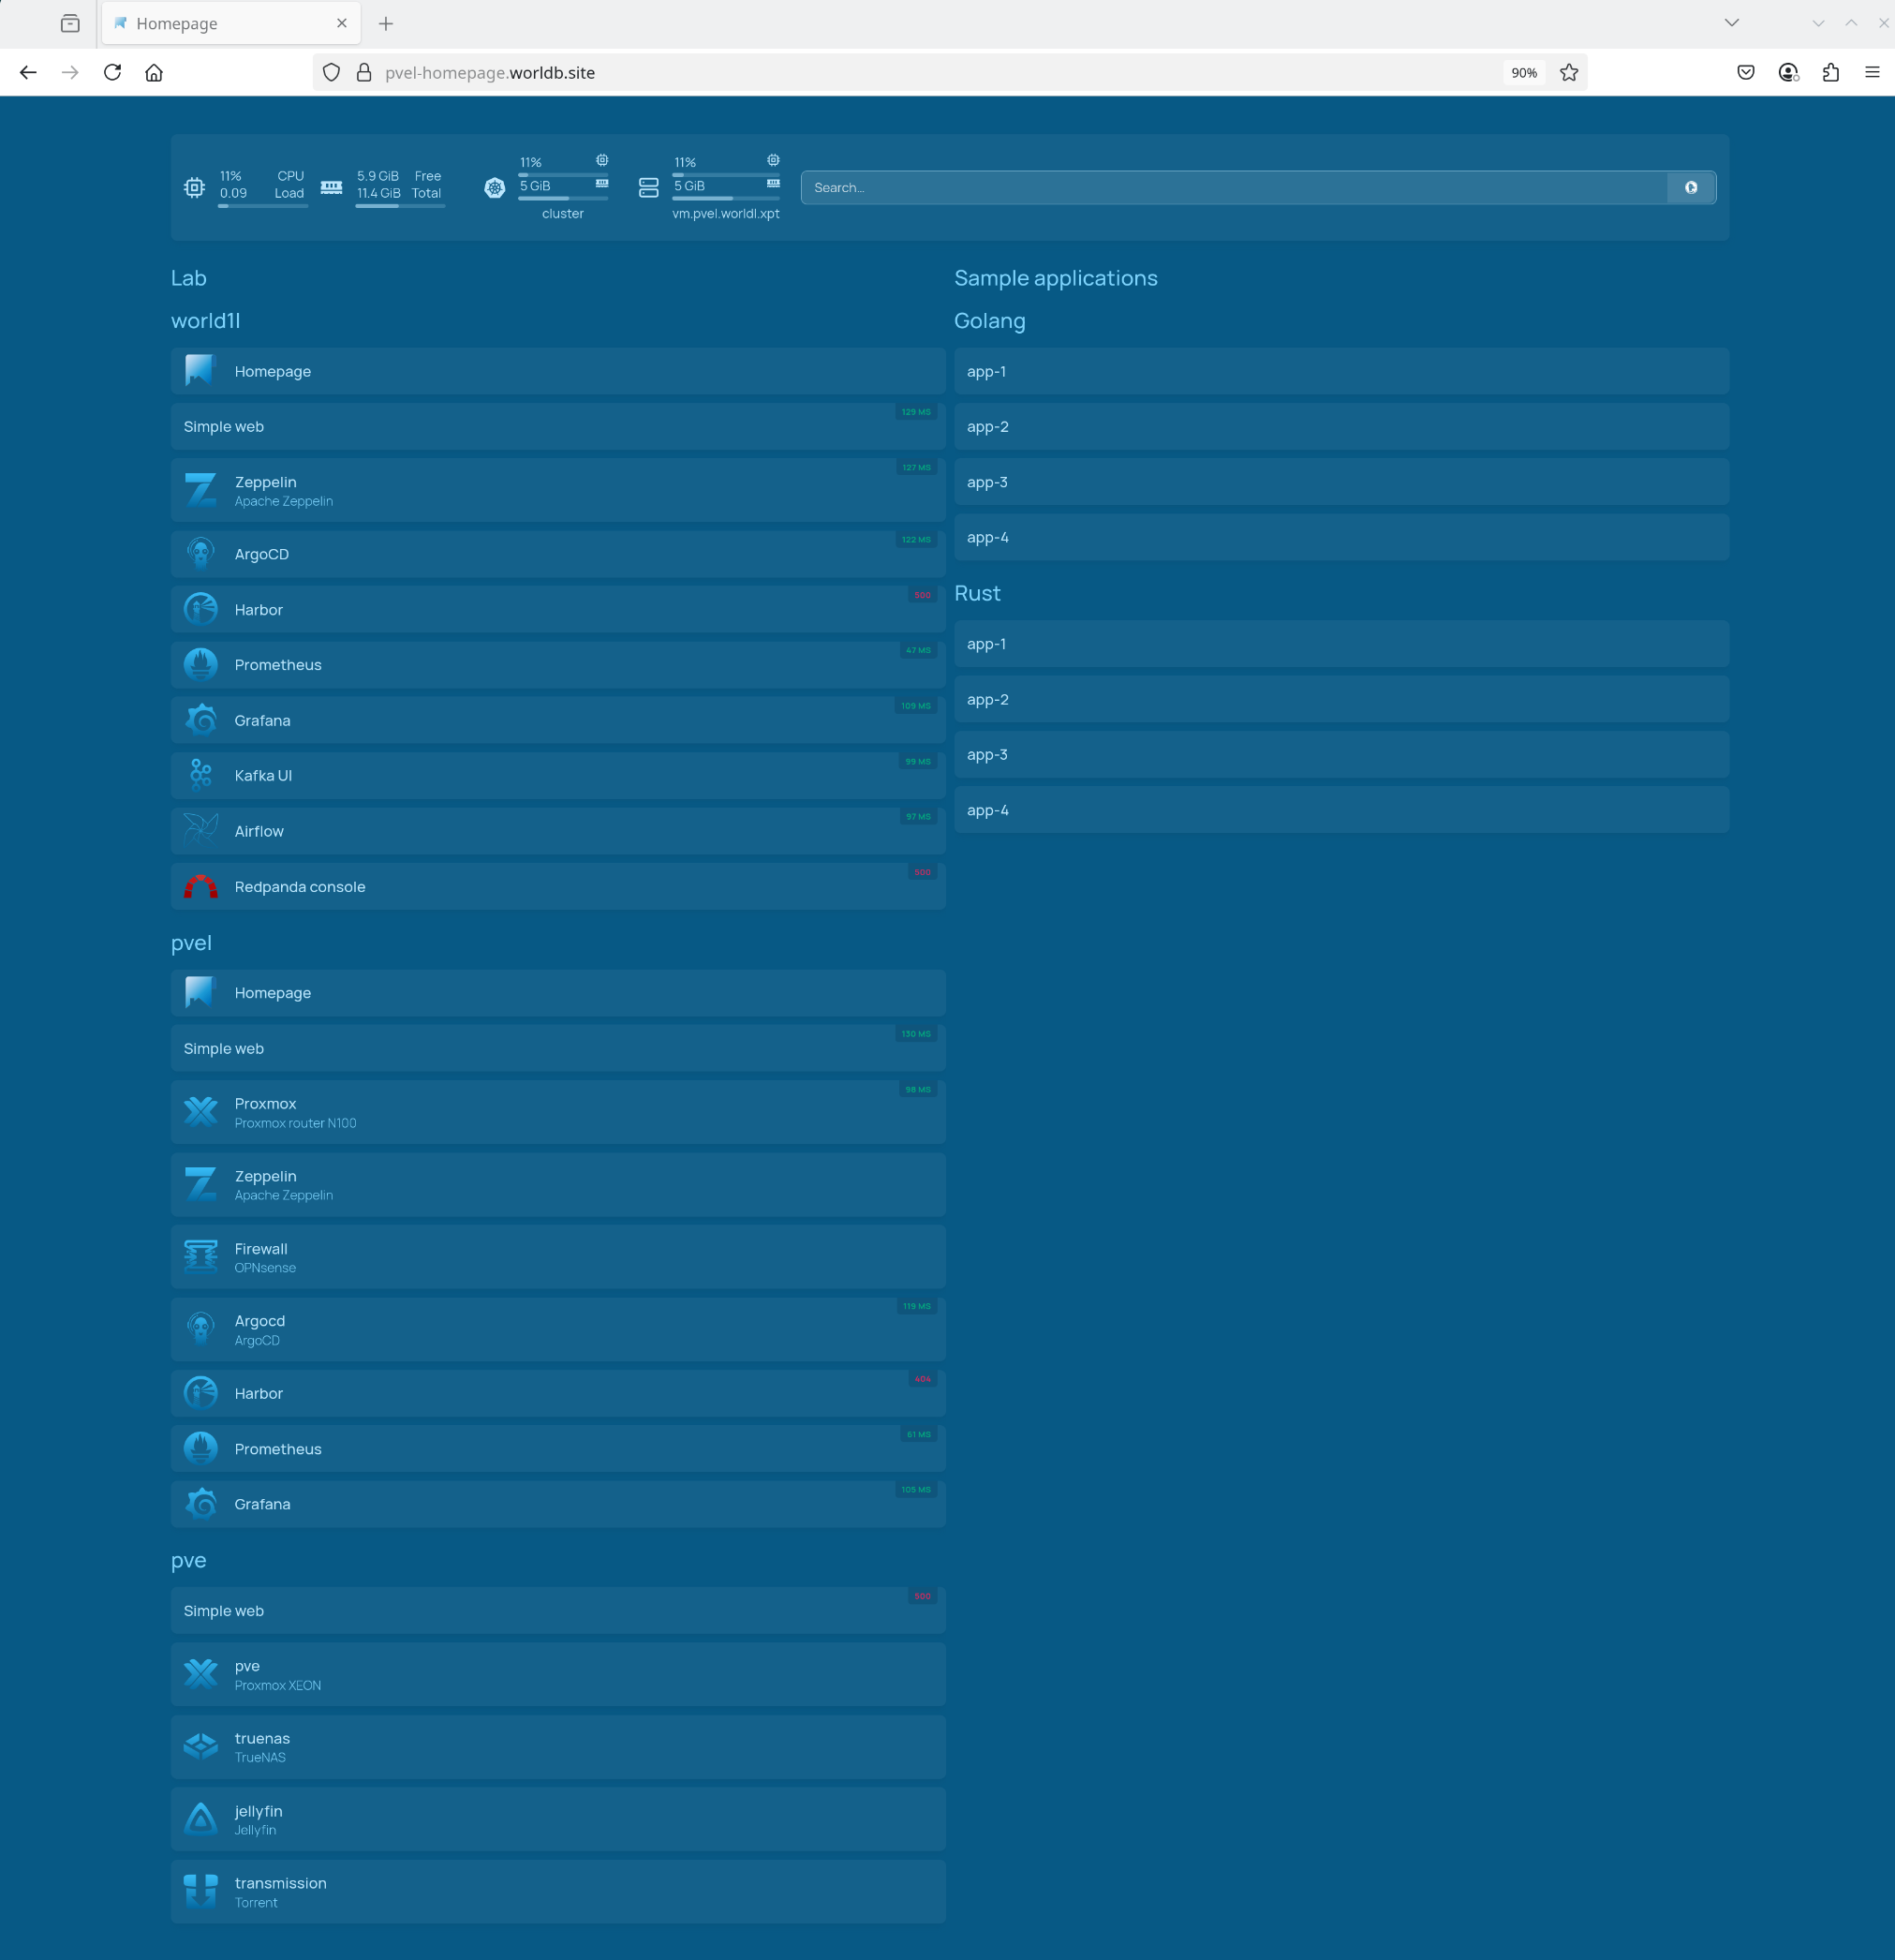 Homepage
pvel-homepage.worldb.site
90%
11% CPU
0.09 Load
5.9 GiB Free
11.4 GiB Total
11%
5 GiB
cluster
11%
5 GiB
vm.pvel.worldl.xpt
Search...
Lab
world1l
Homepage
129 MS
Simple web
127 MS
Zeppelin
Apache Zeppelin
122 MS
ArgoCD
500
Harbor
47 MS
Prometheus
109 MS
Grafana
99 MS
Kafka UI
97 MS
Airflow
500
Redpanda console
pvel
Homepage
130 MS
Simple web
98 MS
Proxmox
Proxmox router N100
Zeppelin
Apache Zeppelin
Firewall
OPNsense
119 MS
Argocd
ArgoCD
404
Harbor
61 MS
Prometheus
105 MS
Grafana
pve
500
Simple web
pve
Proxmox XEON
truenas
TrueNAS
jellyfin
Jellyfin
transmission
Torrent
Sample applications
Golang
app-1
app-2
app-3
app-4
Rust
app-1
app-2
app-3
app-4